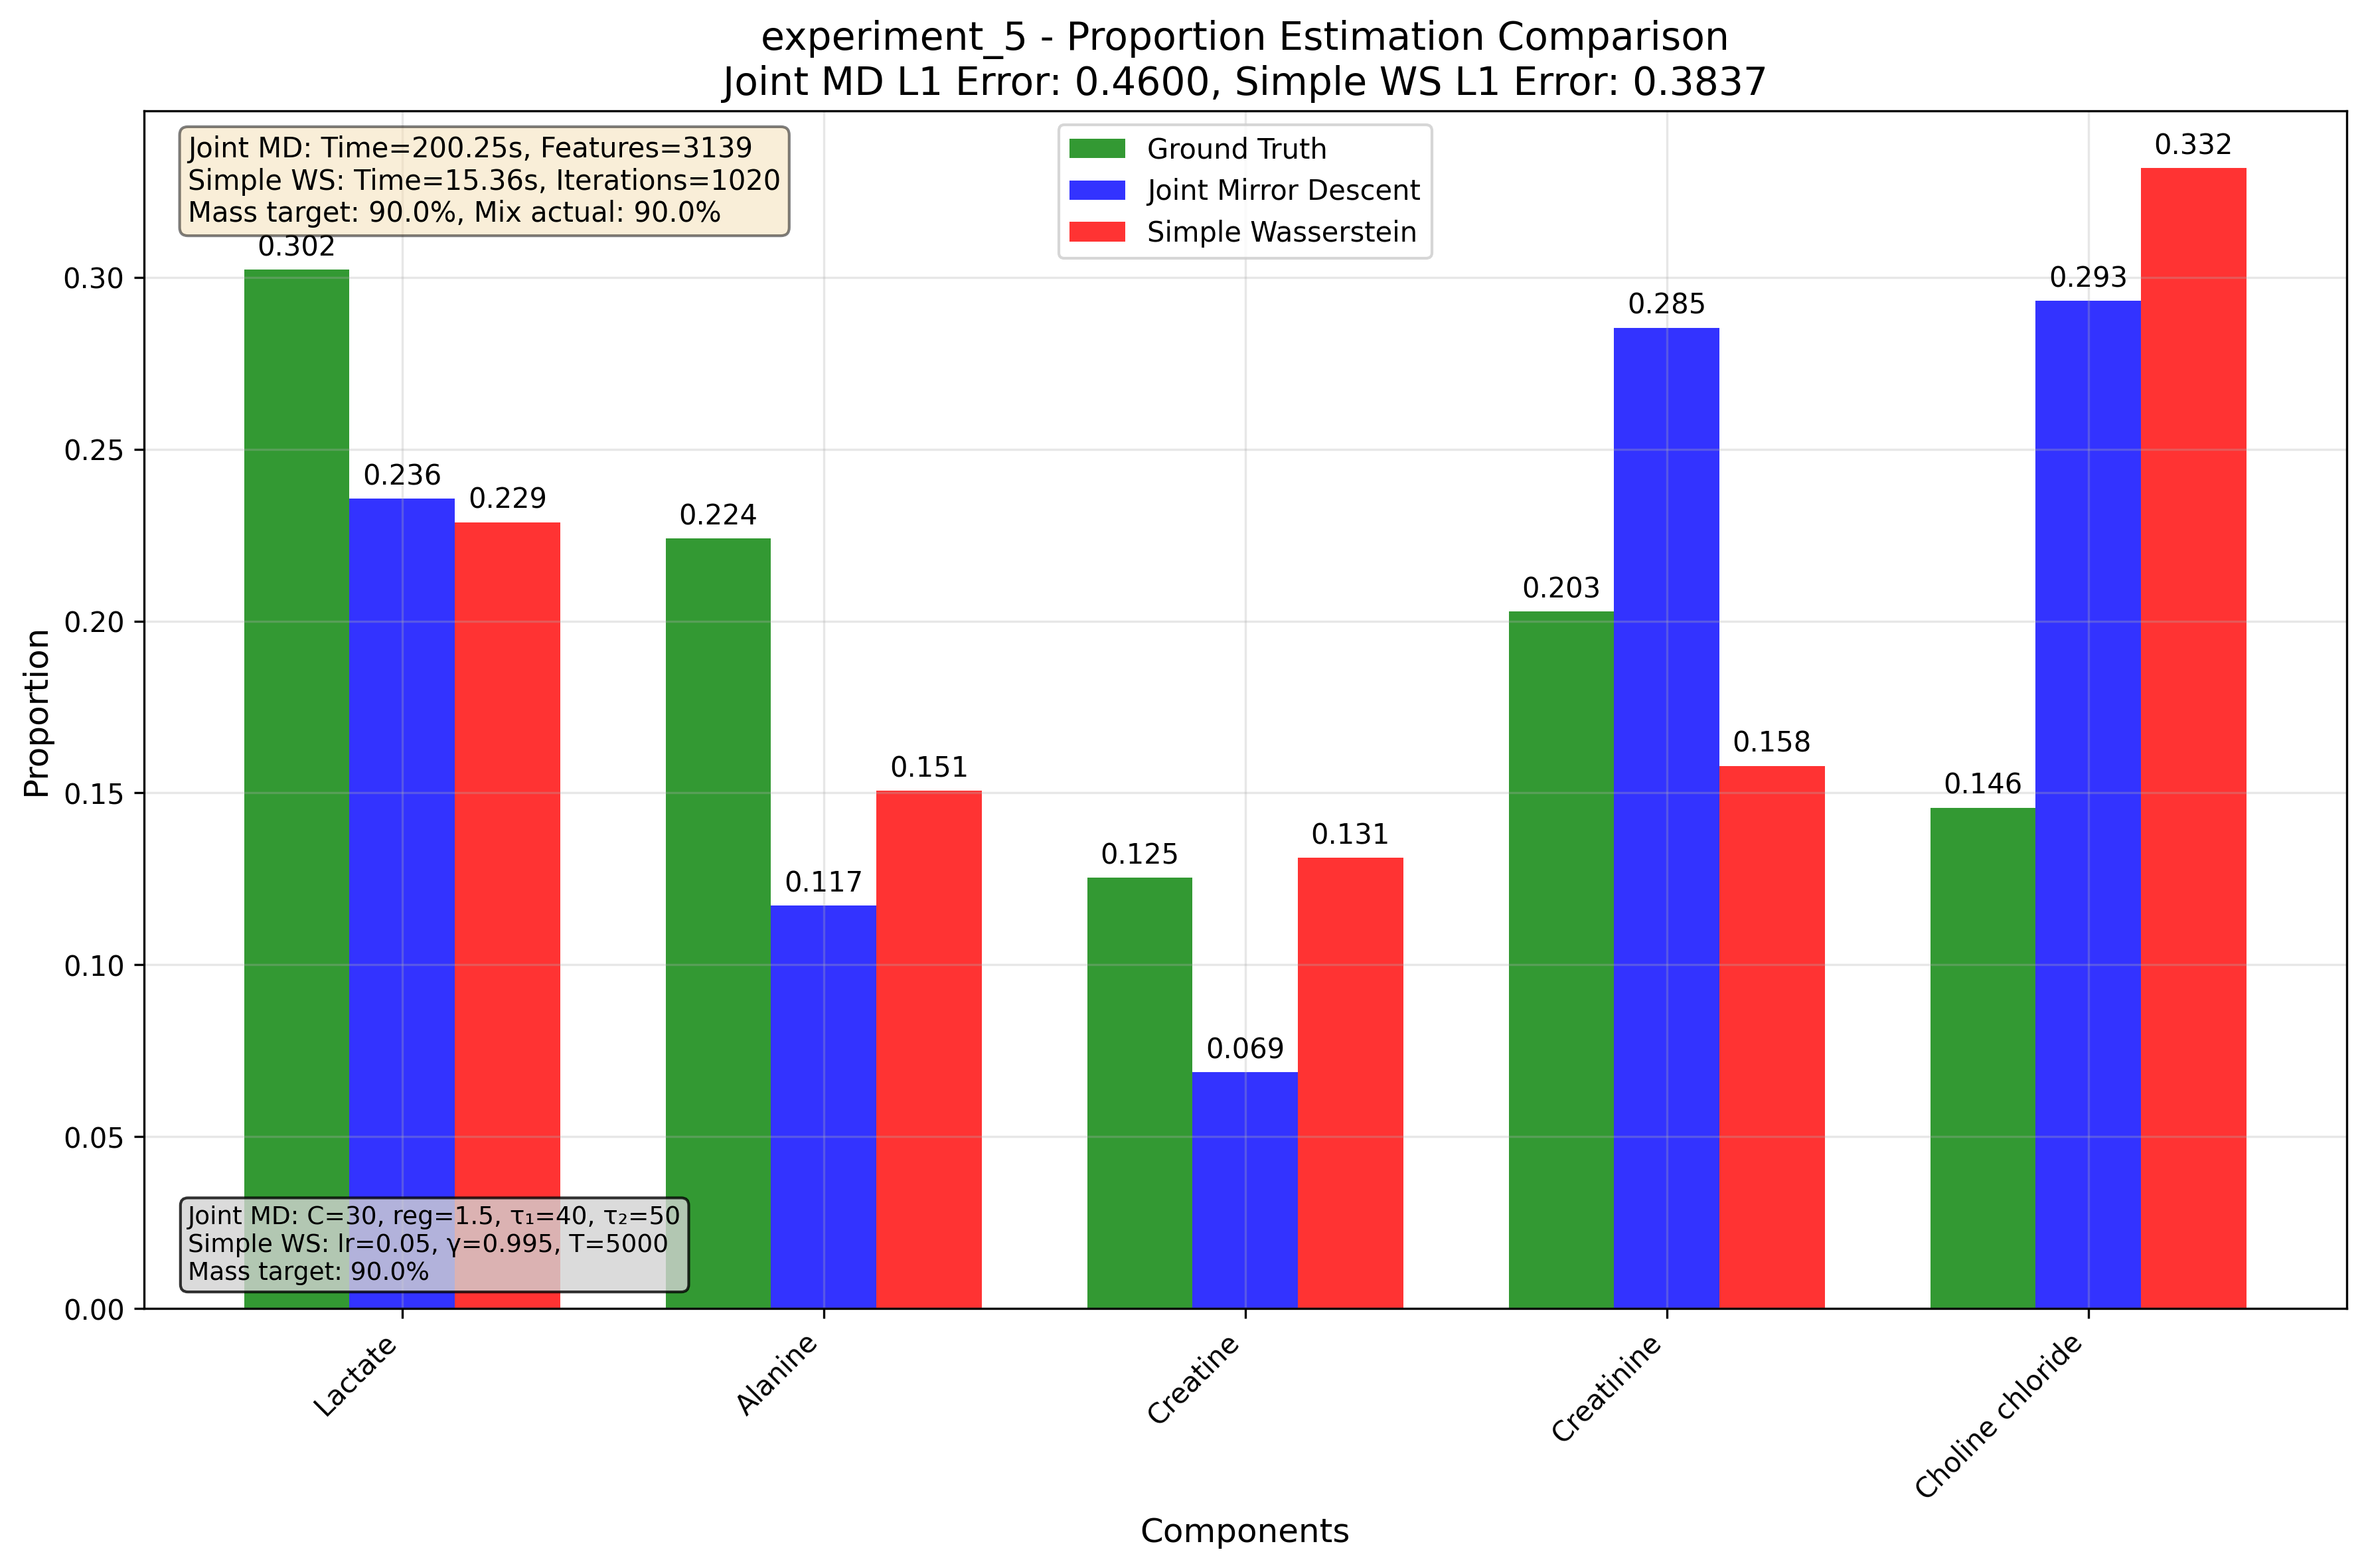 experiment_5 - Proportion Estimation Comparison
Joint MD L1 Error: 0.4600, Simple WS L1 Error: 0.3837
Joint MD: Time=200.25s, Features=3139
Simple WS: Time=15.36s, Iterations=1020
Mass target: 90.0%, Mix actual: 90.0%
Ground Truth
Joint Mirror Descent
Simple Wasserstein
0.302
0.236
0.229
0.224
0.117
0.151
0.125
0.069
0.131
0.203
0.285
0.158
0.146
0.293
0.332
Proportion
0.30
0.25
0.20
0.15
0.10
0.05
0.00
Joint MD: C=30, reg=1.5, τ₁=40, τ₂=50
Simple WS: lr=0.05, γ=0.995, T=5000
Mass target: 90.0%
Lactate
Alanine
Creatine
Creatinine
Choline chloride
Components